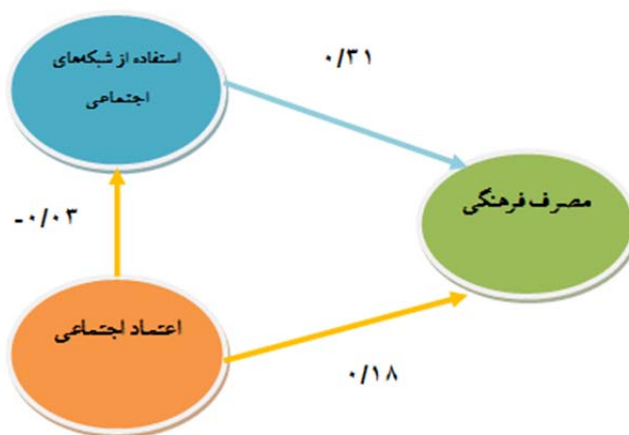 استفاده از شبکه‌های
اجتماعی
۰/۳۱
مصرف فرهنگی
-۰/۰۳
اعتماد اجتماعی
۰/۱۸